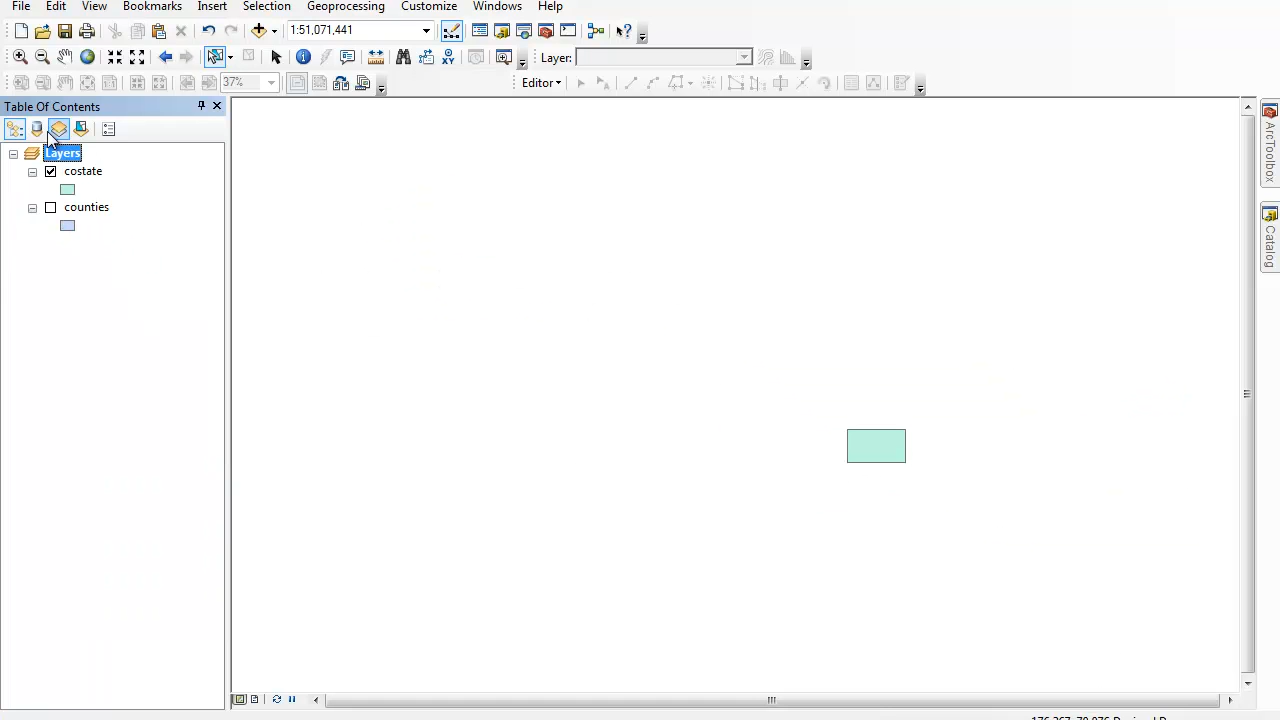 File Edit View Bookmarks Insert Selection Geoprocessing Customize Windows Help
1:51,071,441
Layer:
37% Editor
Table Of Contents
Layers
costate
counties
ArcToolbox
Catalog